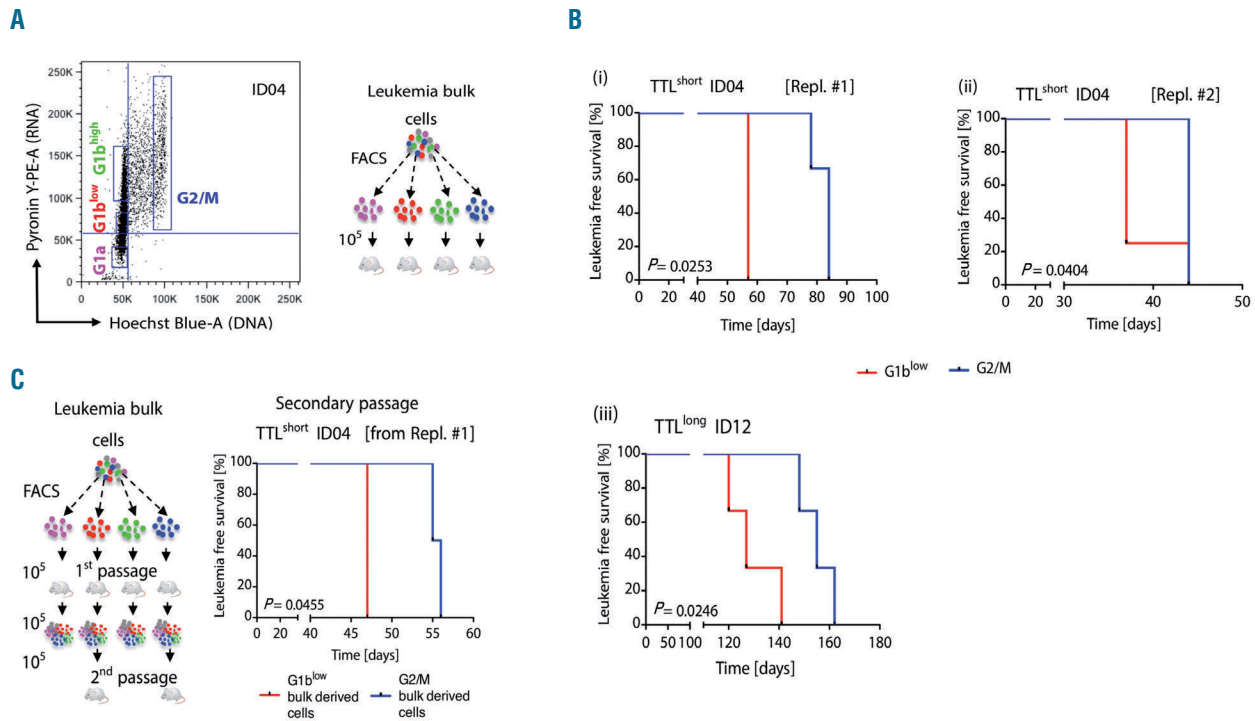 A
ID04
Pyronin Y-PE-A (RNA)
250K
200K
150K
100K
50K
0
G1b^high
G1b^low
G1a
G2/M
0 50K 100K 150K 200K 250K
Hoechst Blue-A (DNA)
Leukemia bulk
cells
FACS
10^5
B
(i)
TTL^short ID04 [Repl. #1]
Leukemia free survival [%]
100
80
60
40
20
0
P= 0.0253
0 20 40 50 60 70 80 90 100
Time [days]
(ii)
TTL^short ID04 [Repl. #2]
Leukemia free survival [%]
100
80
60
40
20
0
P= 0.0404
0 20 30 40 50
Time [days]
G1b^low G2/M
(iii)
TTL^long ID12
Leukemia free survival [%]
100
80
60
40
20
0
P= 0.0246
0 50 100 120 140 160 180
Time [days]
C
Leukemia bulk
cells
FACS
10^5
1^st passage
10^5
10^5
2^nd passage
Secondary passage
TTL^short ID04 [from Repl. #1]
Leukemia free survival [%]
100
80
60
40
20
0
P= 0.0455
0 20 40 45 50 55 60
Time [days]
G1b^low
bulk derived
cells
G2/M
bulk derived
cells